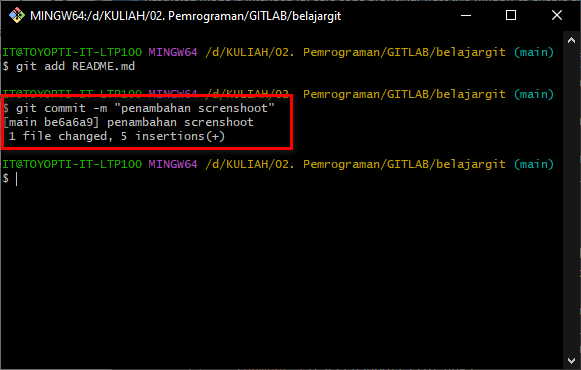 MINGW64:/d/KULIAH/02. Pemrograman/GITLAB/belajargit
IT@TOYOPTI-IT-LTP100 MINGW64 /d/KULIAH/02. Pemrograman/GITLAB/belajargit (main)
$ git add README.md
IT@TOYOPTI-IT-LTP100 MINGW64 /d/KULIAH/02. Pemrograman/GITLAB/belajargit (main)
$ git commit -m "penambahan screnshoot"
[main be6a6a9] penambahan screnshoot
1 file changed, 5 insertions(+)
IT@TOYOPTI-IT-LTP100 MINGW64 /d/KULIAH/02. Pemrograman/GITLAB/belajargit (main)
$